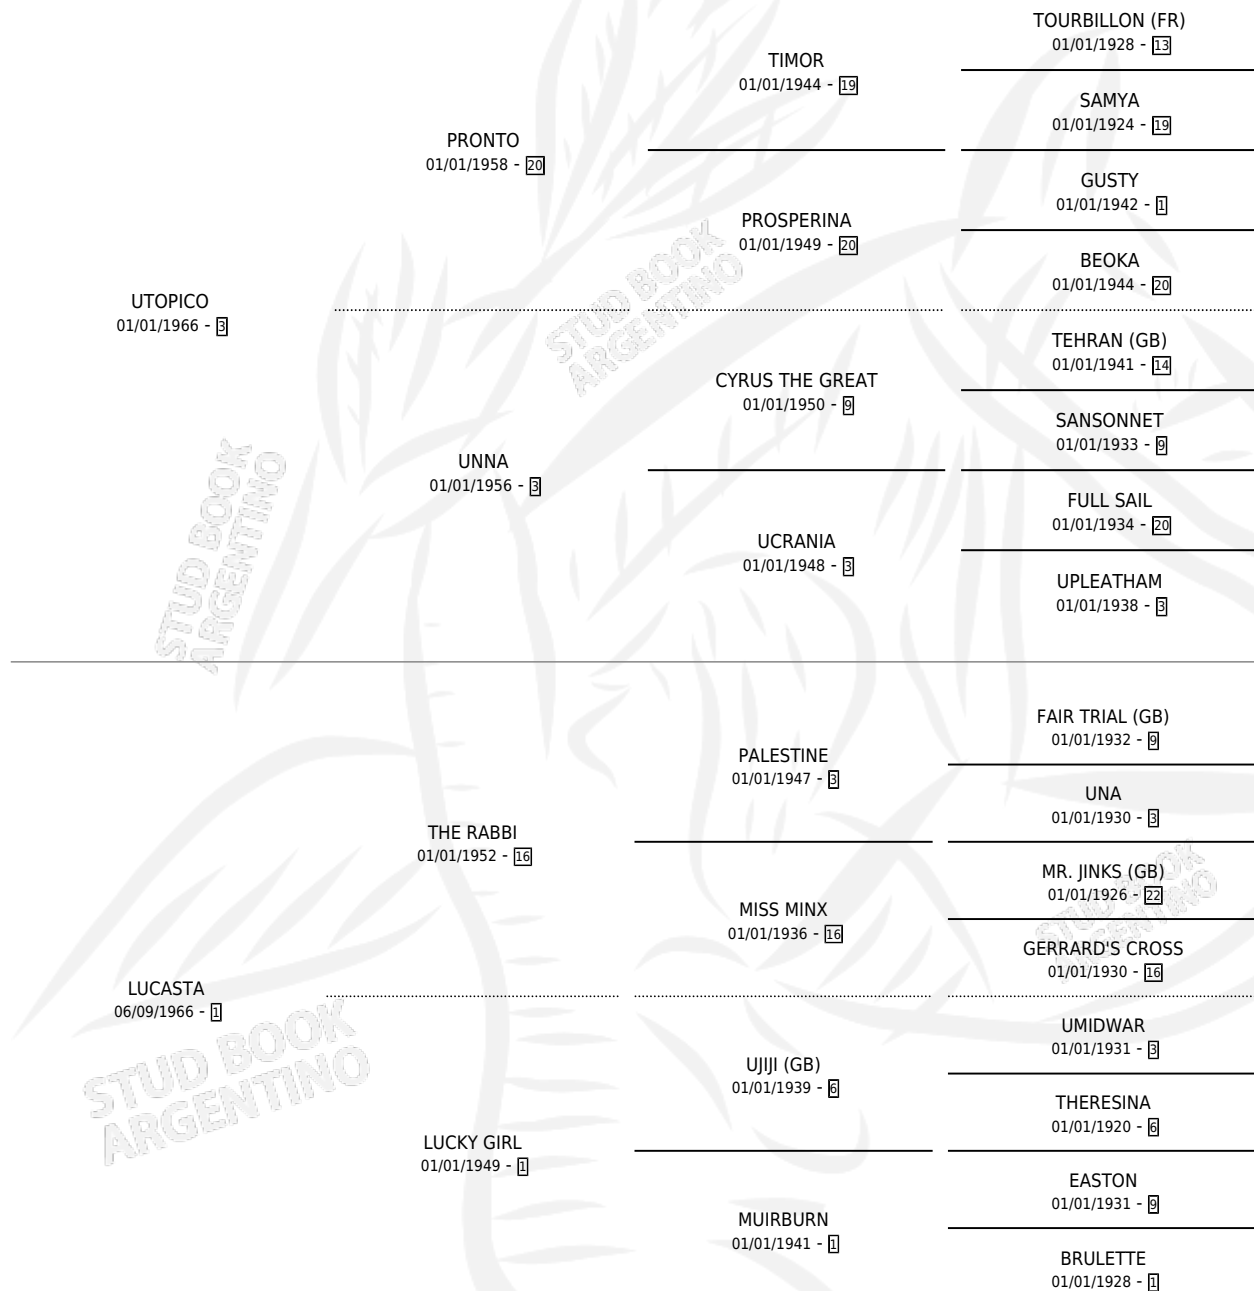 TOURBILLON (FR)
01/01/1928 - 13
TIMOR
01/01/1944 - 19
SAMYA
01/01/1924 - 19
PRONTO
01/01/1958 - 20
GUSTY
01/01/1942 - 1
PROSPERINA
01/01/1949 - 20
BEOKA
01/01/1944 - 20
UTOPICO
01/01/1966 - 3
TEHRAN (GB)
01/01/1941 - 14
CYRUS THE GREAT
01/01/1950 - 9
SANSONNET
01/01/1933 - 9
UNNA
01/01/1956 - 3
FULL SAIL
01/01/1934 - 20
UCRANIA
01/01/1948 - 3
UPLEATHAM
01/01/1938 - 3
FAIR TRIAL (GB)
01/01/1932 - 9
PALESTINE
01/01/1947 - 3
UNA
01/01/1930 - 3
THE RABBI
01/01/1952 - 16
MR. JINKS (GB)
01/01/1926 - 22
MISS MINX
01/01/1936 - 16
GERRARD'S CROSS
01/01/1930 - 16
LUCASTA
06/09/1966 - 1
UMIDWAR
01/01/1931 - 3
UJIJI (GB)
01/01/1939 - 6
THERESINA
01/01/1920 - 6
LUCKY GIRL
01/01/1949 - 1
EASTON
01/01/1931 - 9
MUIRBURN
01/01/1941 - 1
BRULETTE
01/01/1928 - 1
STUD BOOK
ARGENTINO
STUD BOOK
ARGENTINO
STUD BOOK
ARGENTINO
STUD BOOK
ARGENTINO